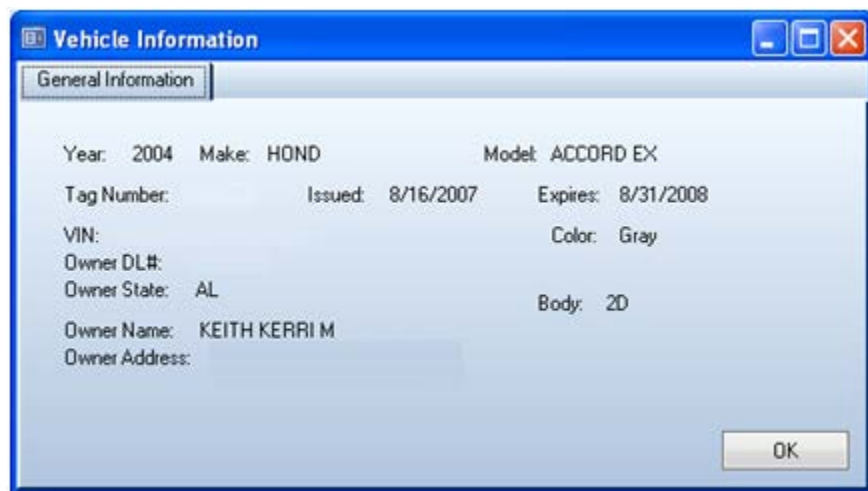 Vehicle Information
General Information
Year: 2004 Make: HOND Model: ACCORD EX
Tag Number: Issued: 8/16/2007 Expires: 8/31/2008
VIN: Color: Gray
Owner DL#:
Owner State: AL
Body: 2D
Owner Name: KEITH KERRI M
Owner Address:
OK